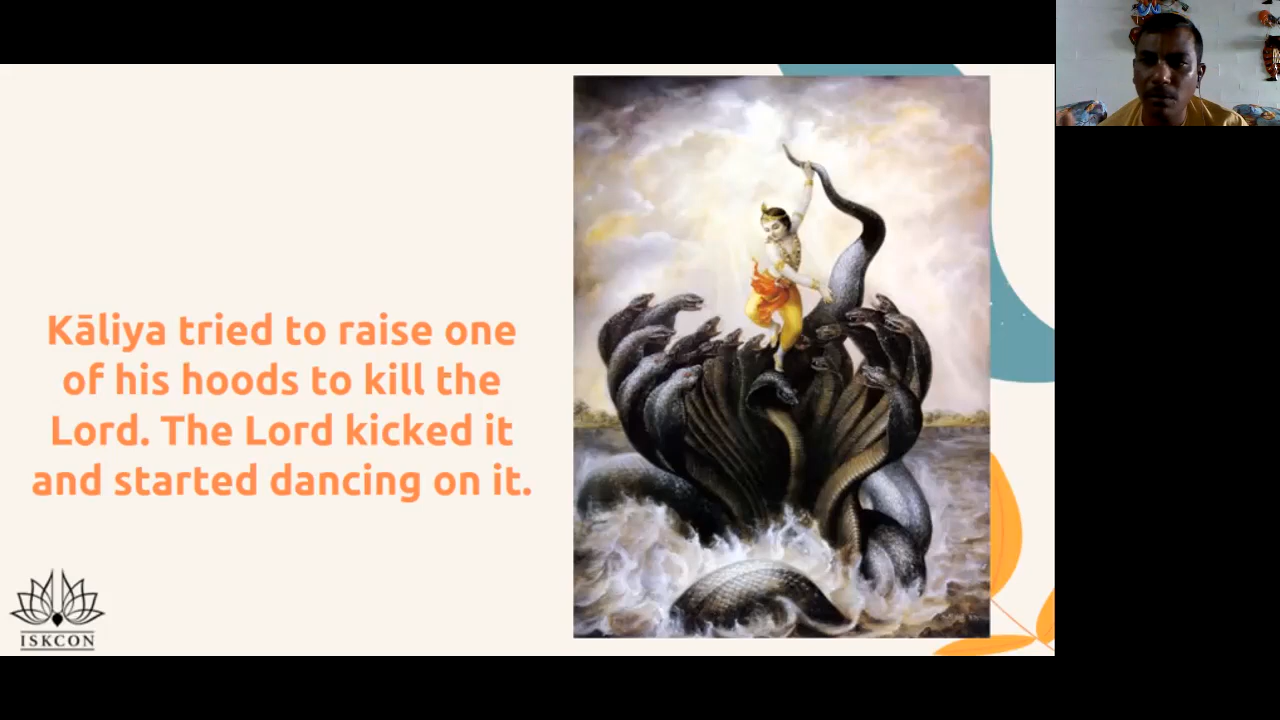 Kāliya tried to raise one
of his hoods to kill the
Lord. The Lord kicked it
and started dancing on it.
ISKCON